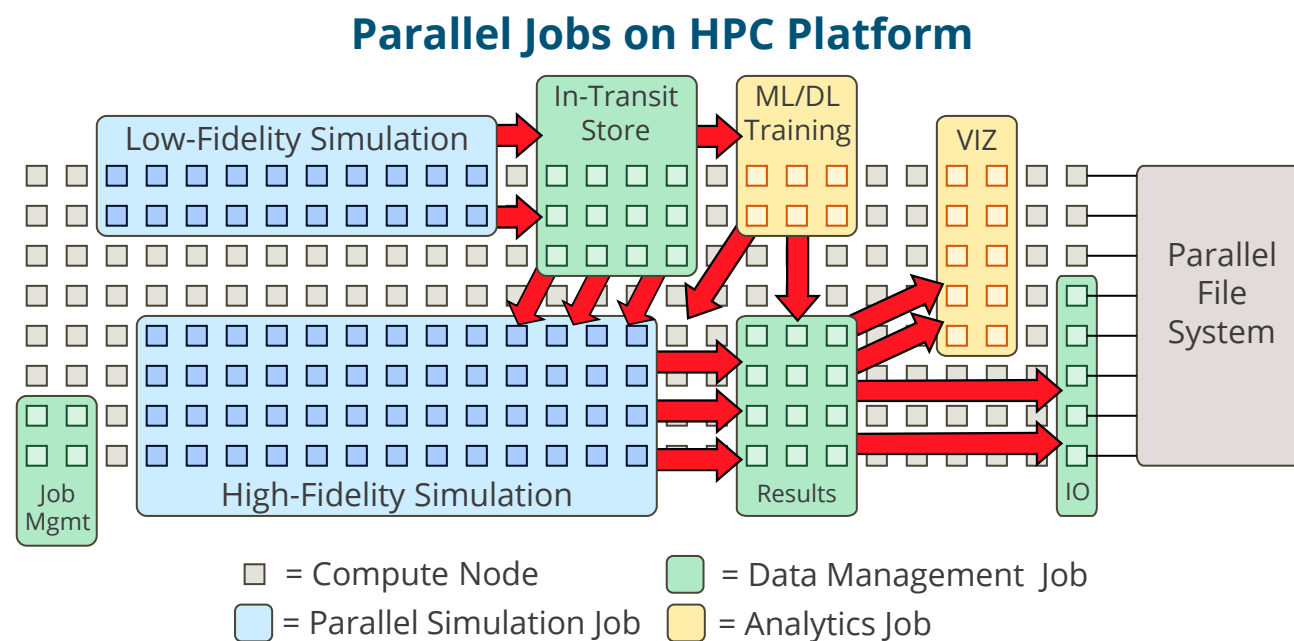 Parallel Jobs on HPC Platform
In-Transit
Store
ML/DL
Training
Low-Fidelity Simulation
VIZ
Parallel
File
System
Job
Mgmt
High-Fidelity Simulation
Results
IO
= Compute Node
= Data Management Job
= Parallel Simulation Job
= Analytics Job